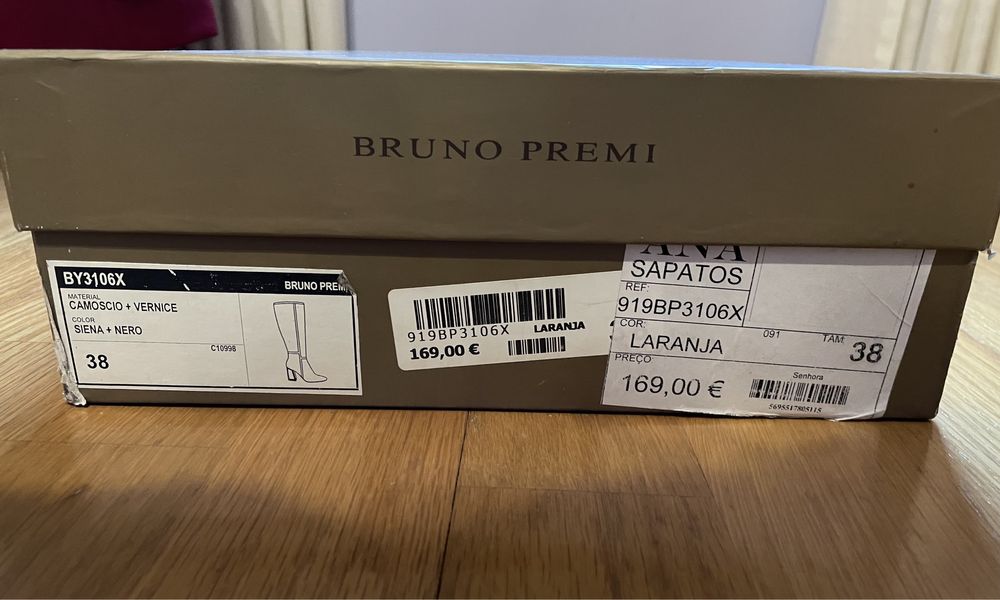 BRUNO PREMI
BY3106X
BRUNO PREMI
MATERIAL
CAMOSCIO + VERNICE
COLOR
SIENA + NERO
C10998
38
919BP3106X LARANJA
169,00 €
ANA
SAPATOS
REF:
919BP3106X
COR: 091 TAM:
LARANJA 38
PREÇO
169,00 €
Senhora
5695517805115